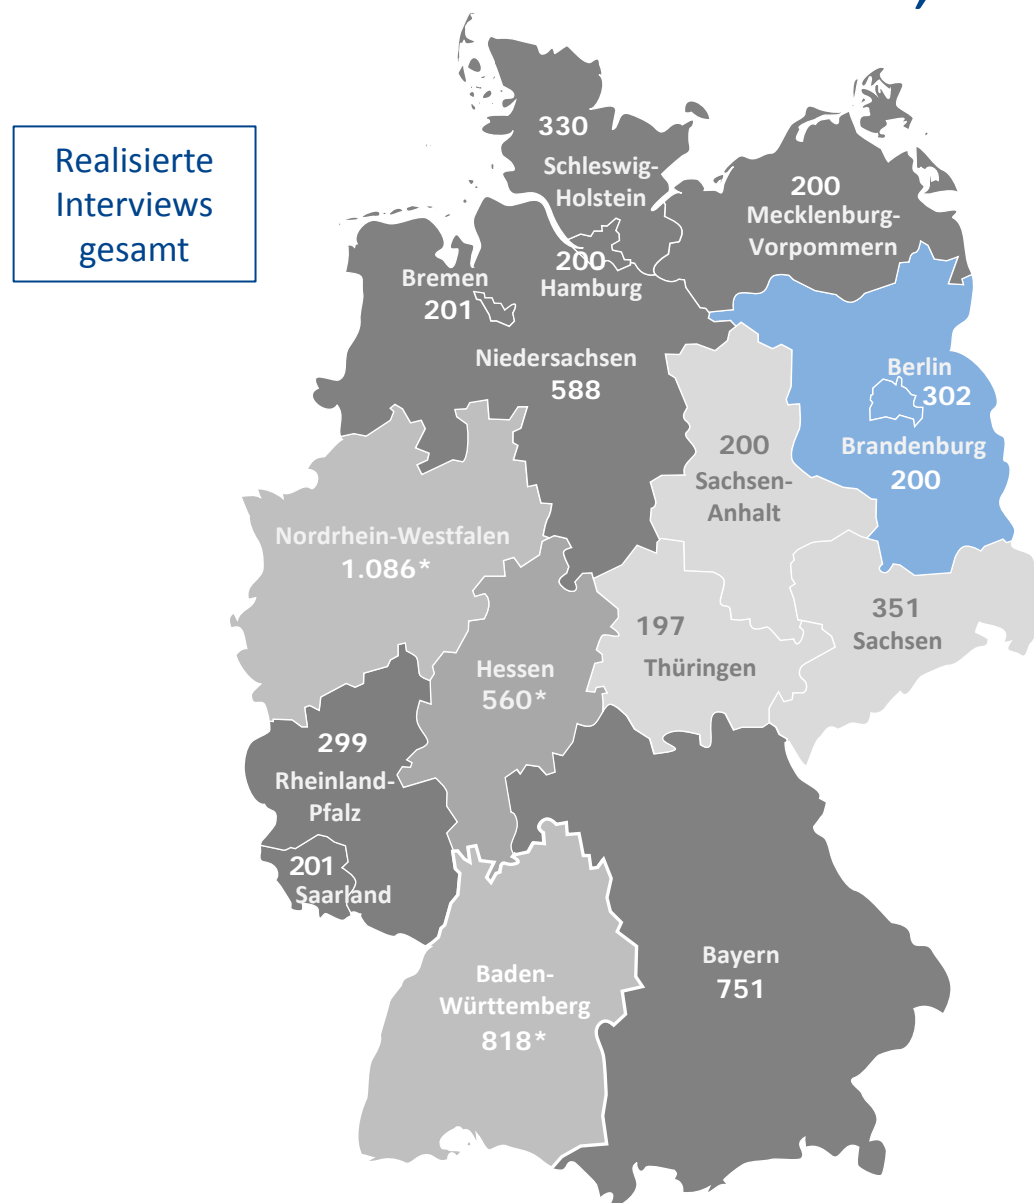 Realisierte
Interviews
gesamt
330
Schleswig-
Holstein
200
Mecklenburg-
Vorpommern
200
Hamburg
Bremen
201
Niedersachsen
588
Berlin
302
Brandenburg
200
200
Sachsen-
Anhalt
Nordrhein-Westfalen
1.086*
351
Sachsen
197
Thüringen
Hessen
560*
299
Rheinland-
Pfalz
201
Saarland
Bayern
751
Baden-
Württemberg
818*